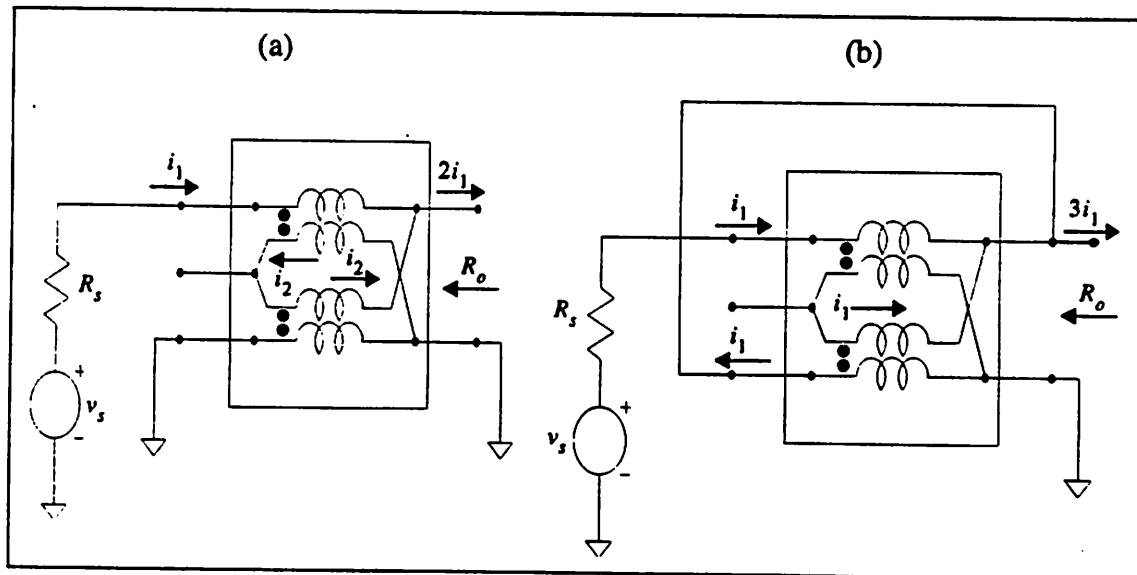 (a)
i₁
2i₁
i₂
i₂
Rₒ
Rₛ
+
vₛ
-
(b)
i₁
3i₁
i₁
Rₒ
i₁
Rₛ
+
vₛ
-